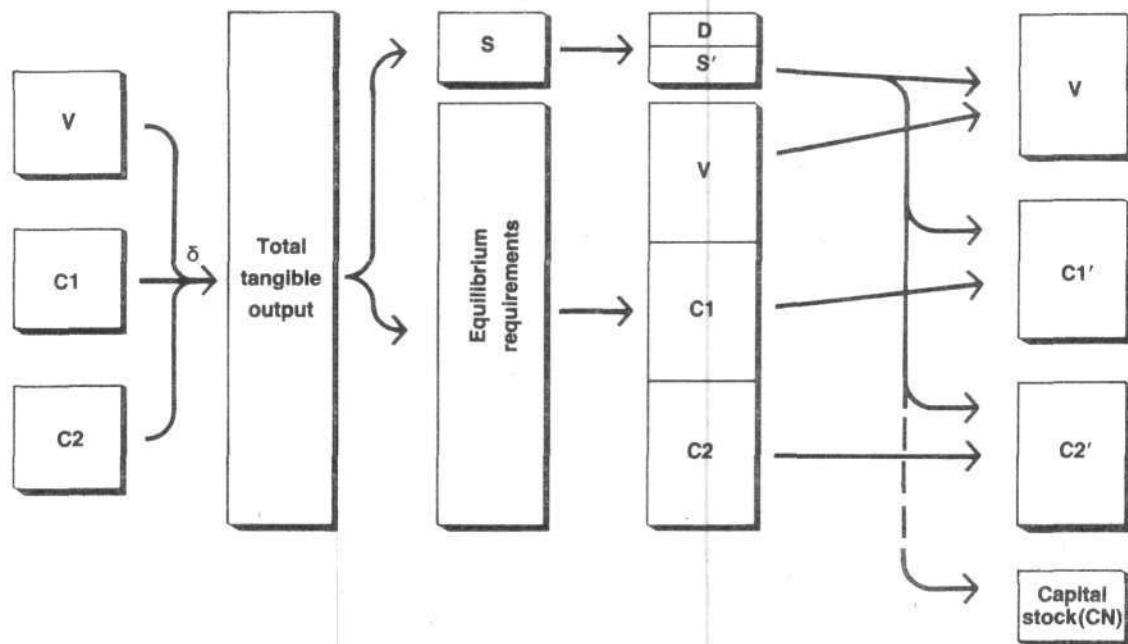 V
C1
C2
δ
Total
tangible
output
S
Equilibrium
requirements
D
S′
V
C1
C2
V
C1′
C2′
Capital
stock(CN)